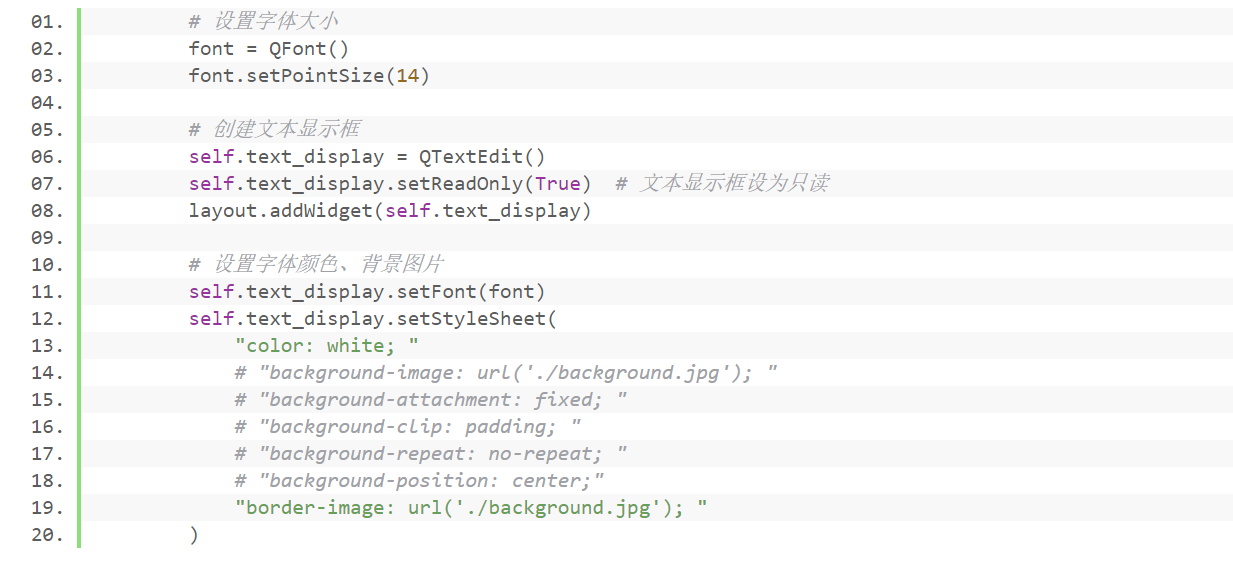 01. # 设置字体大小
02. font = QFont()
03. font.setPointSize(14)
04.
05. # 创建文本显示框
06. self.text_display = QTextEdit()
07. self.text_display.setReadOnly(True)  # 文本显示框设为只读
08. layout.addWidget(self.text_display)
09.
10. # 设置字体颜色、背景图片
11. self.text_display.setFont(font)
12. self.text_display.setStyleSheet(
13.     "color: white; "
14.     # "background-image: url('./background.jpg'); "
15.     # "background-attachment: fixed; "
16.     # "background-clip: padding; "
17.     # "background-repeat: no-repeat; "
18.     # "background-position: center;"
19.     "border-image: url('./background.jpg'); "
20. )